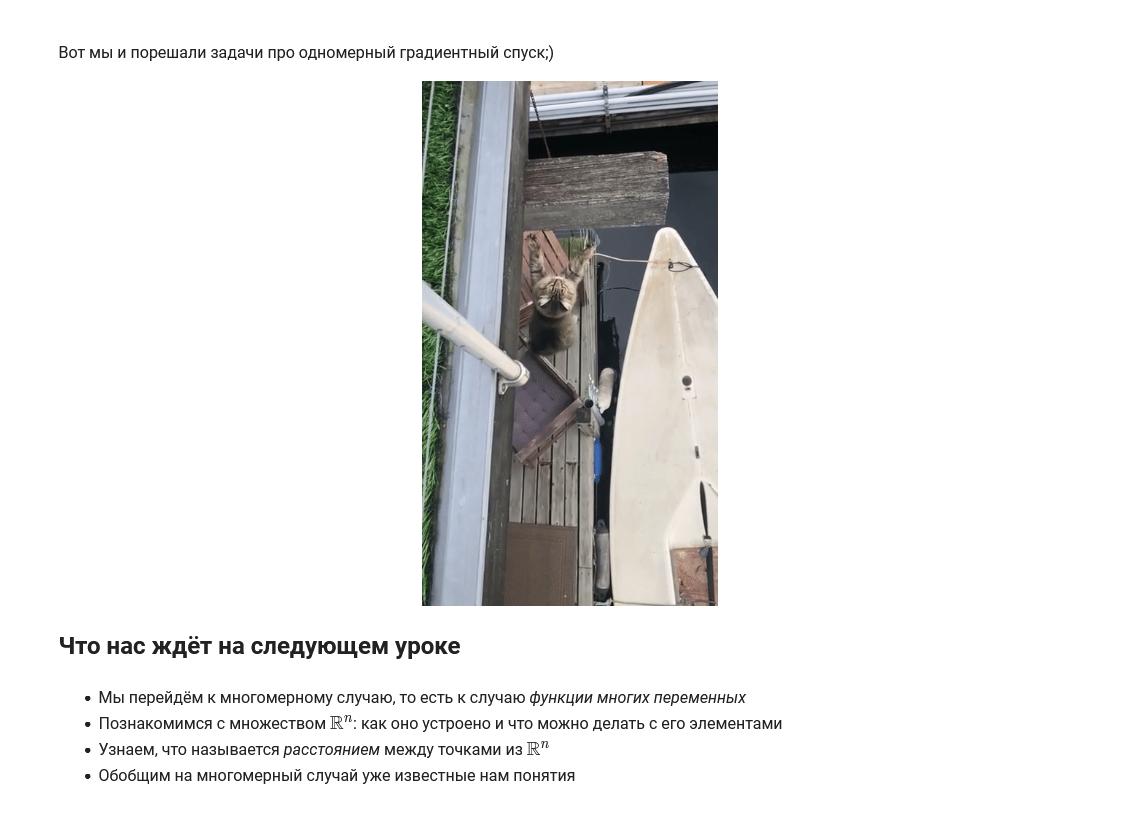 Вот мы и порешали задачи про одномерный градиентный спуск;)
Что нас ждёт на следующем уроке
• Мы перейдём к многомерному случаю, то есть к случаю функции многих переменных
• Познакомимся с множеством ℝⁿ: как оно устроено и что можно делать с его элементами
• Узнаем, что называется расстоянием между точками из ℝⁿ
• Обобщим на многомерный случай уже известные нам понятия